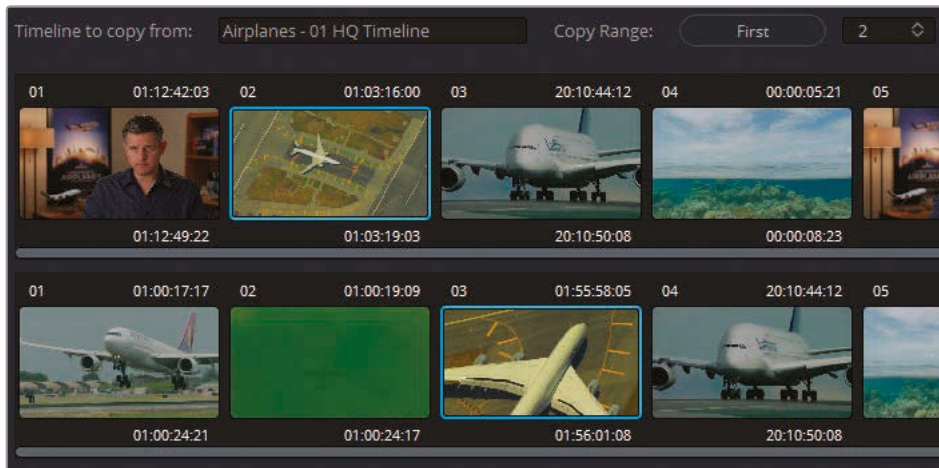 Timeline to copy from: Airplanes - 01 HQ Timeline Copy Range: First 2
01 01:12:42:03 02 01:03:16:00 03 20:10:44:12 04 00:00:05:21 05
01:12:49:22 01:03:19:03 20:10:50:08 00:00:08:23
01 01:00:17:17 02 01:00:19:09 03 01:55:58:05 04 20:10:44:12 05
01:00:24:21 01:00:24:17 01:56:01:08 20:10:50:08